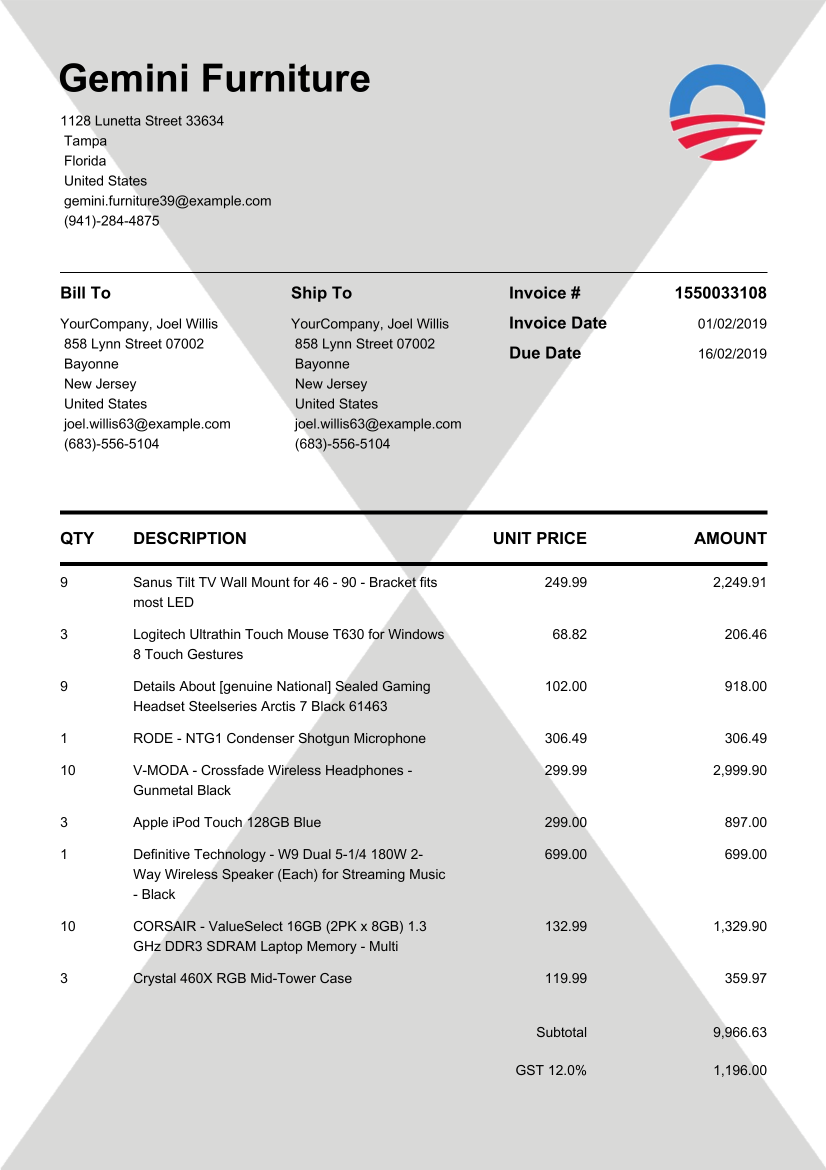 Gemini Furniture
1128 Lunetta Street 33634
Tampa
Florida
United States
gemini.furniture39@example.com
(941)-284-4875
Bill To
YourCompany, Joel Willis
858 Lynn Street 07002
Bayonne
New Jersey
United States
joel.willis63@example.com
(683)-556-5104
Ship To
YourCompany, Joel Willis
858 Lynn Street 07002
Bayonne
New Jersey
United States
joel.willis63@example.com
(683)-556-5104
Invoice # 1550033108
Invoice Date 01/02/2019
Due Date 16/02/2019
QTY DESCRIPTION UNIT PRICE AMOUNT
9 Sanus Tilt TV Wall Mount for 46 - 90 - Bracket fits 249.99 2,249.91
most LED
3 Logitech Ultrathin Touch Mouse T630 for Windows 68.82 206.46
8 Touch Gestures
9 Details About [genuine National] Sealed Gaming 102.00 918.00
Headset Steelseries Arctis 7 Black 61463
1 RODE - NTG1 Condenser Shotgun Microphone 306.49 306.49
10 V-MODA - Crossfade Wireless Headphones - 299.99 2,999.90
Gunmetal Black
3 Apple iPod Touch 128GB Blue 299.00 897.00
1 Definitive Technology - W9 Dual 5-1/4 180W 2- 699.00 699.00
Way Wireless Speaker (Each) for Streaming Music
- Black
10 CORSAIR - ValueSelect 16GB (2PK x 8GB) 1.3 132.99 1,329.90
GHz DDR3 SDRAM Laptop Memory - Multi
3 Crystal 460X RGB Mid-Tower Case 119.99 359.97
Subtotal 9,966.63
GST 12.0% 1,196.00